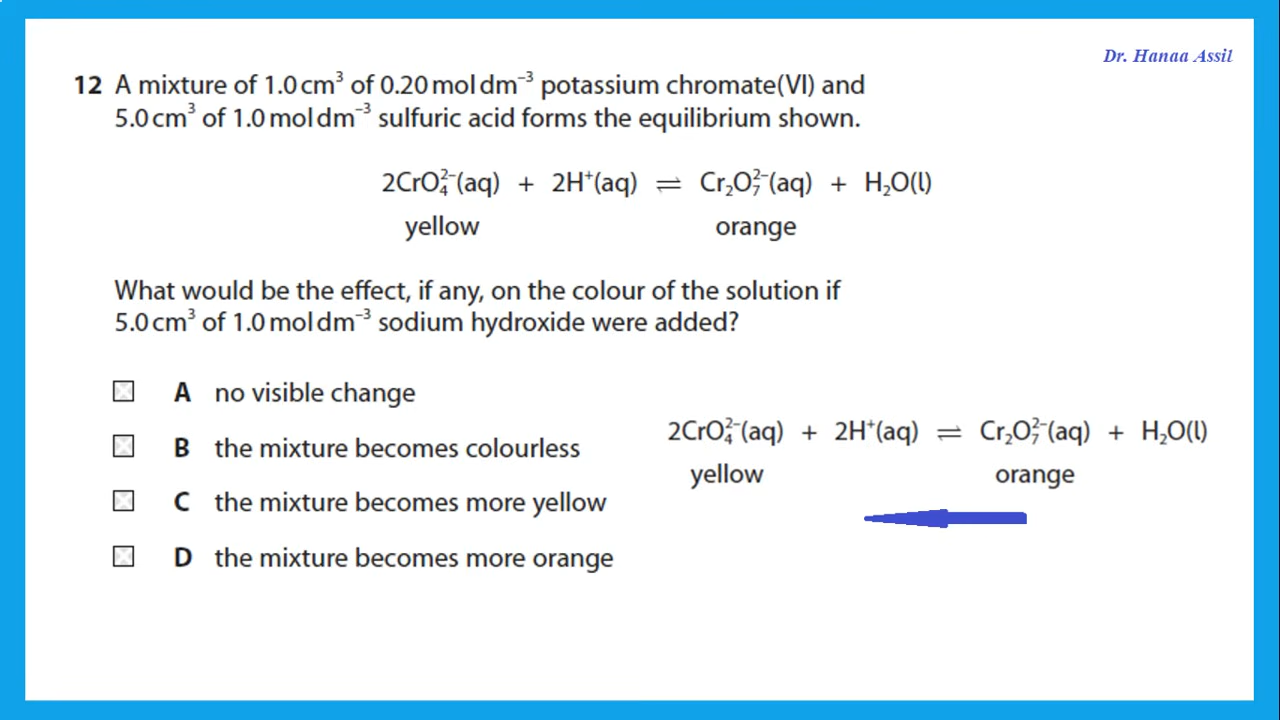 Dr. Hanaa Assil
12 A mixture of 1.0 cm³ of 0.20 mol dm⁻³ potassium chromate(VI) and
5.0 cm³ of 1.0 mol dm⁻³ sulfuric acid forms the equilibrium shown.
2CrO₄²⁻(aq) + 2H⁺(aq) ⇌ Cr₂O₇²⁻(aq) + H₂O(l)
yellow orange
What would be the effect, if any, on the colour of the solution if
5.0 cm³ of 1.0 mol dm⁻³ sodium hydroxide were added?
A no visible change
B the mixture becomes colourless
C the mixture becomes more yellow
D the mixture becomes more orange
2CrO₄²⁻(aq) + 2H⁺(aq) ⇌ Cr₂O₇²⁻(aq) + H₂O(l)
yellow orange